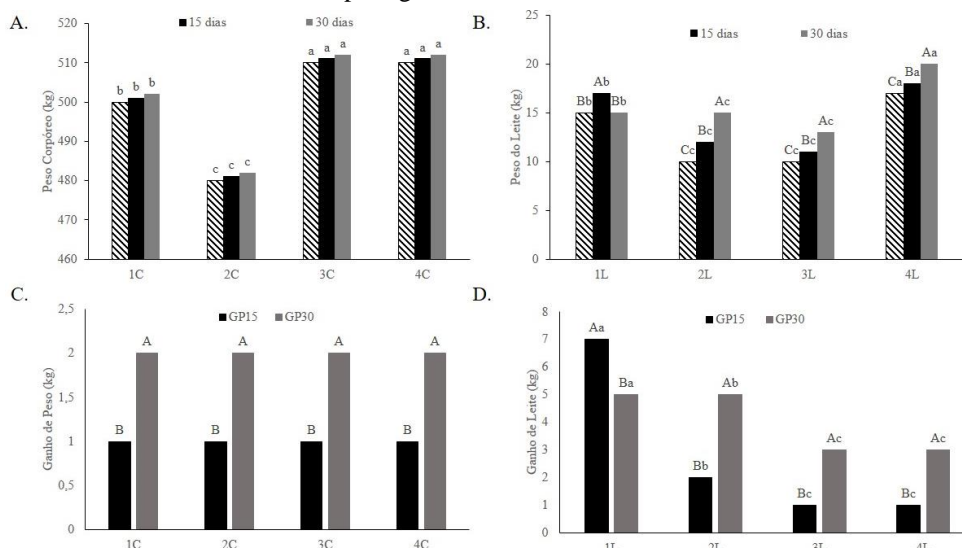 A.
520
15 dias
30 dias
a a a a a a
510
b b b
500
490
c c c
480
470
460
Peso Corpóreo (kg)
1C 2C 3C 4C
B.
25
15 dias
30 dias
Aa
20
Ba
Ca
Ab
Bb Bb
Ac
15
Ac
Bc
Bc
Cc Cc
10
5
0
Peso do Leite (kg)
1L 2L 3L 4L
C.
2,5
GP15
GP30
A A A A
2
1,5
B B B B
1
0,5
0
Ganho de Peso (kg)
1C 2C 3C 4C
D.
8
GP15
GP30
Aa
7
6
Ba Ab
5
4
Ac Ac
3
Bb
2
Bc Bc
1
0
Ganho de Leite (kg)
1L 2L 3L 4L